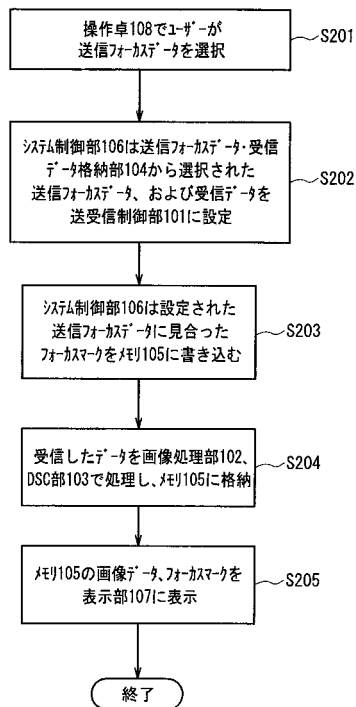 操作卓108でﾕｰｻﾞｰが
送信ﾌｫｰｶｽﾃﾞｰﾀを選択
S201
ｼｽﾃﾑ制御部106は送信ﾌｫｰｶｽﾃﾞｰﾀ･受信
ﾃﾞｰﾀ格納部104から選択された
送信ﾌｫｰｶｽﾃﾞｰﾀ、および受信ﾃﾞｰﾀを
送受信制御部101に設定
S202
ｼｽﾃﾑ制御部106は設定された
送信ﾌｫｰｶｽﾃﾞｰﾀに見合った
ﾌｫｰｶｽﾏｰｸをﾒﾓﾘ105に書き込む
S203
受信したﾃﾞｰﾀを画像処理部102、
DSC部103で処理し、ﾒﾓﾘ105に格納
S204
ﾒﾓﾘ105の画像ﾃﾞｰﾀ、ﾌｫｰｶｽﾏｰｸを
表示部107に表示
S205
終了